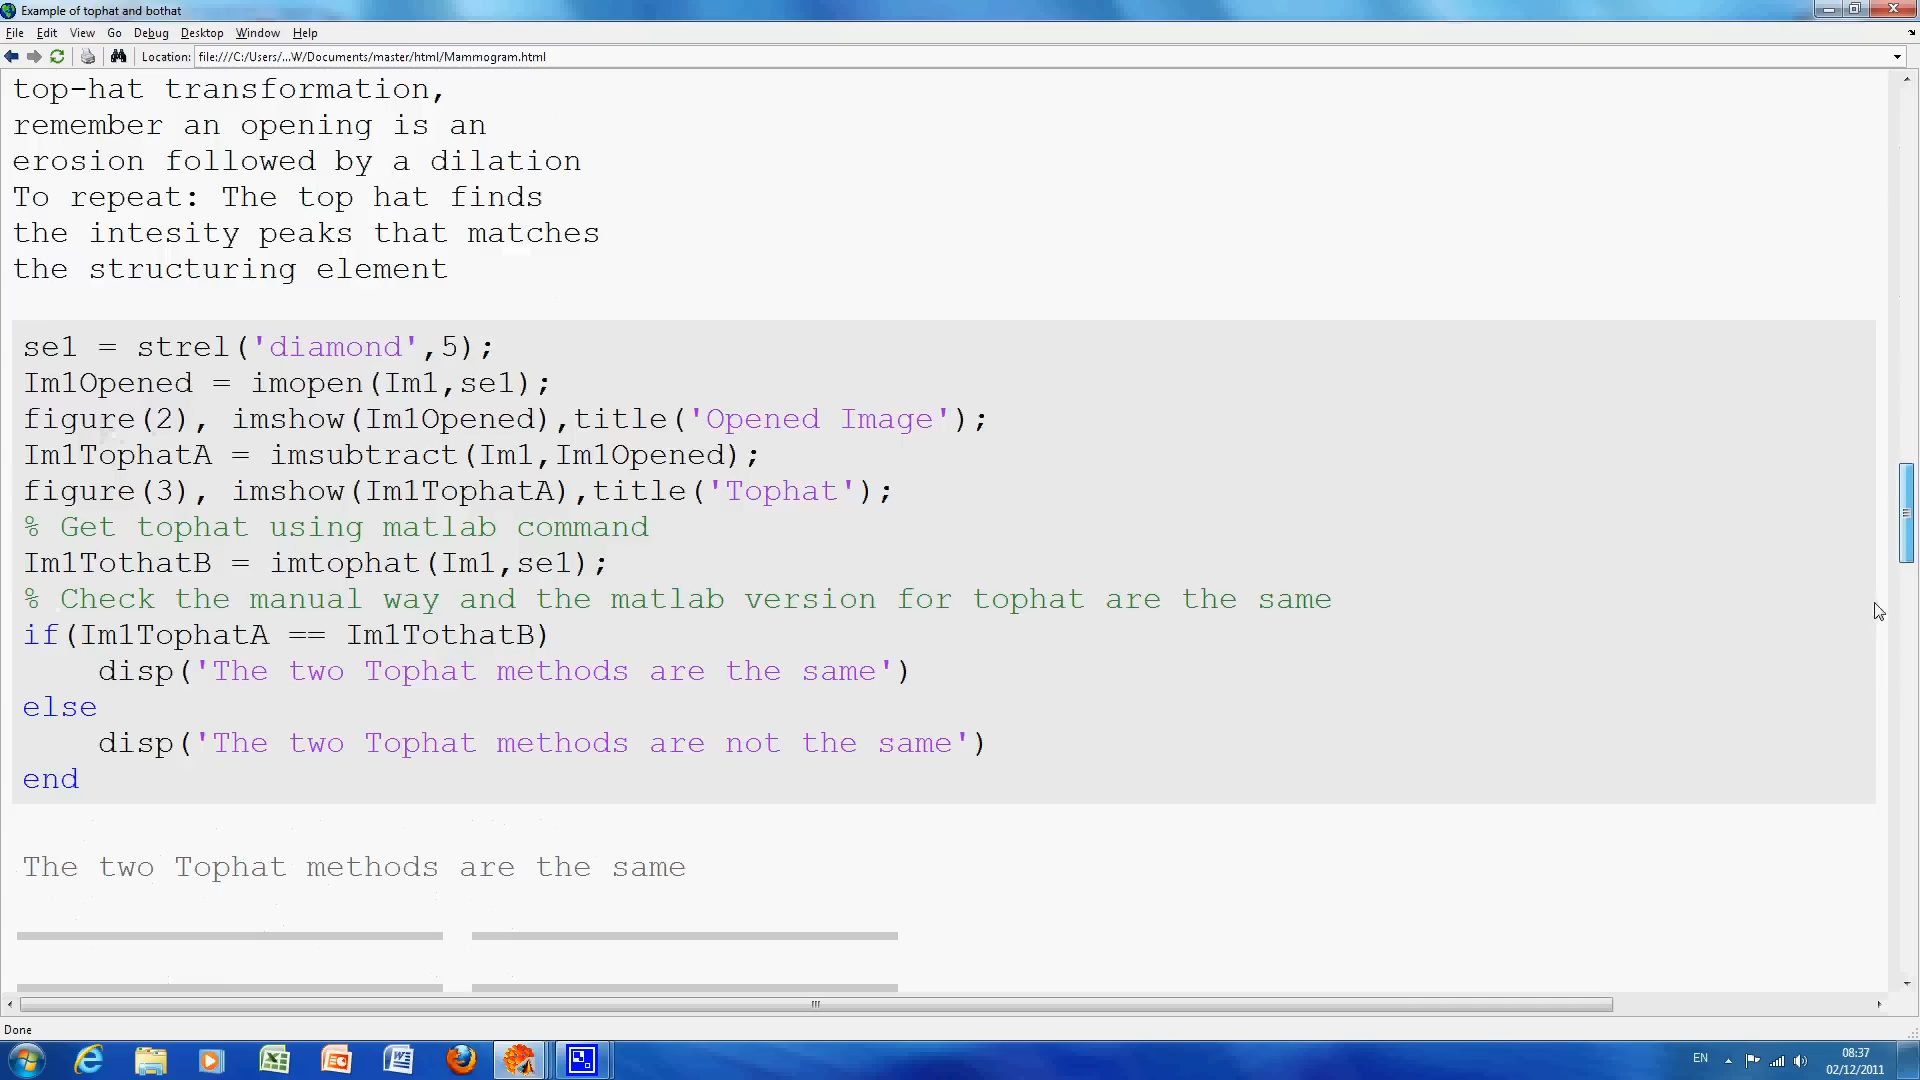 Example of tophat and bothat
File Edit View Go Debug Desktop Window Help
Location: file:///C:/Users/...W/Documents/master/html/Mammogram.html
top-hat transformation,
remember an opening is an
erosion followed by a dilation
To repeat: The top hat finds
the intesity peaks that matches
the structuring element
se1 = strel('diamond',5);
Im1Opened = imopen(Im1,se1);
figure(2), imshow(Im1Opened),title('Opened Image');
Im1TophatA = imsubtract(Im1,Im1Opened);
figure(3), imshow(Im1TophatA),title('Tophat');
% Get tophat using matlab command
Im1TothatB = imtophat(Im1,se1);
% Check the manual way and the matlab version for tophat are the same
if(Im1TophatA == Im1TothatB)
    disp('The two Tophat methods are the same')
else
    disp('The two Tophat methods are not the same')
end
The two Tophat methods are the same
Done
EN
08:37
02/12/2011